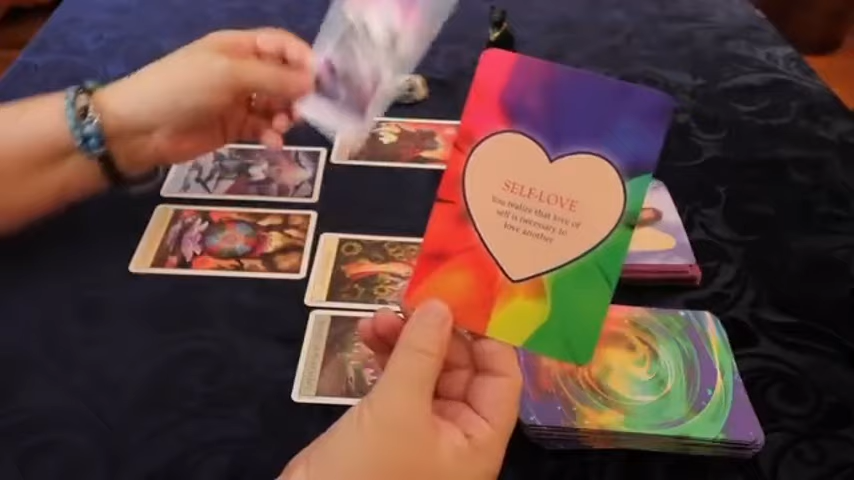 SELF-LOVE
You realize that love of
self is necessary to
love another